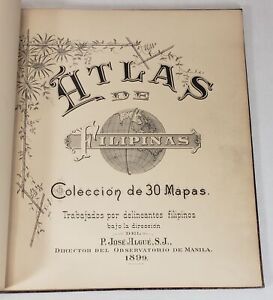 ATLAS
DE
FILIPINAS
Colección de 30 Mapas.
Trabajados por delineantes filipinos
bajo la dirección
DEL
P. JOSÉ ALGUÉ, S.J.,
DIRECTOR DEL OBSERVATORIO DE MANILA.
1899.